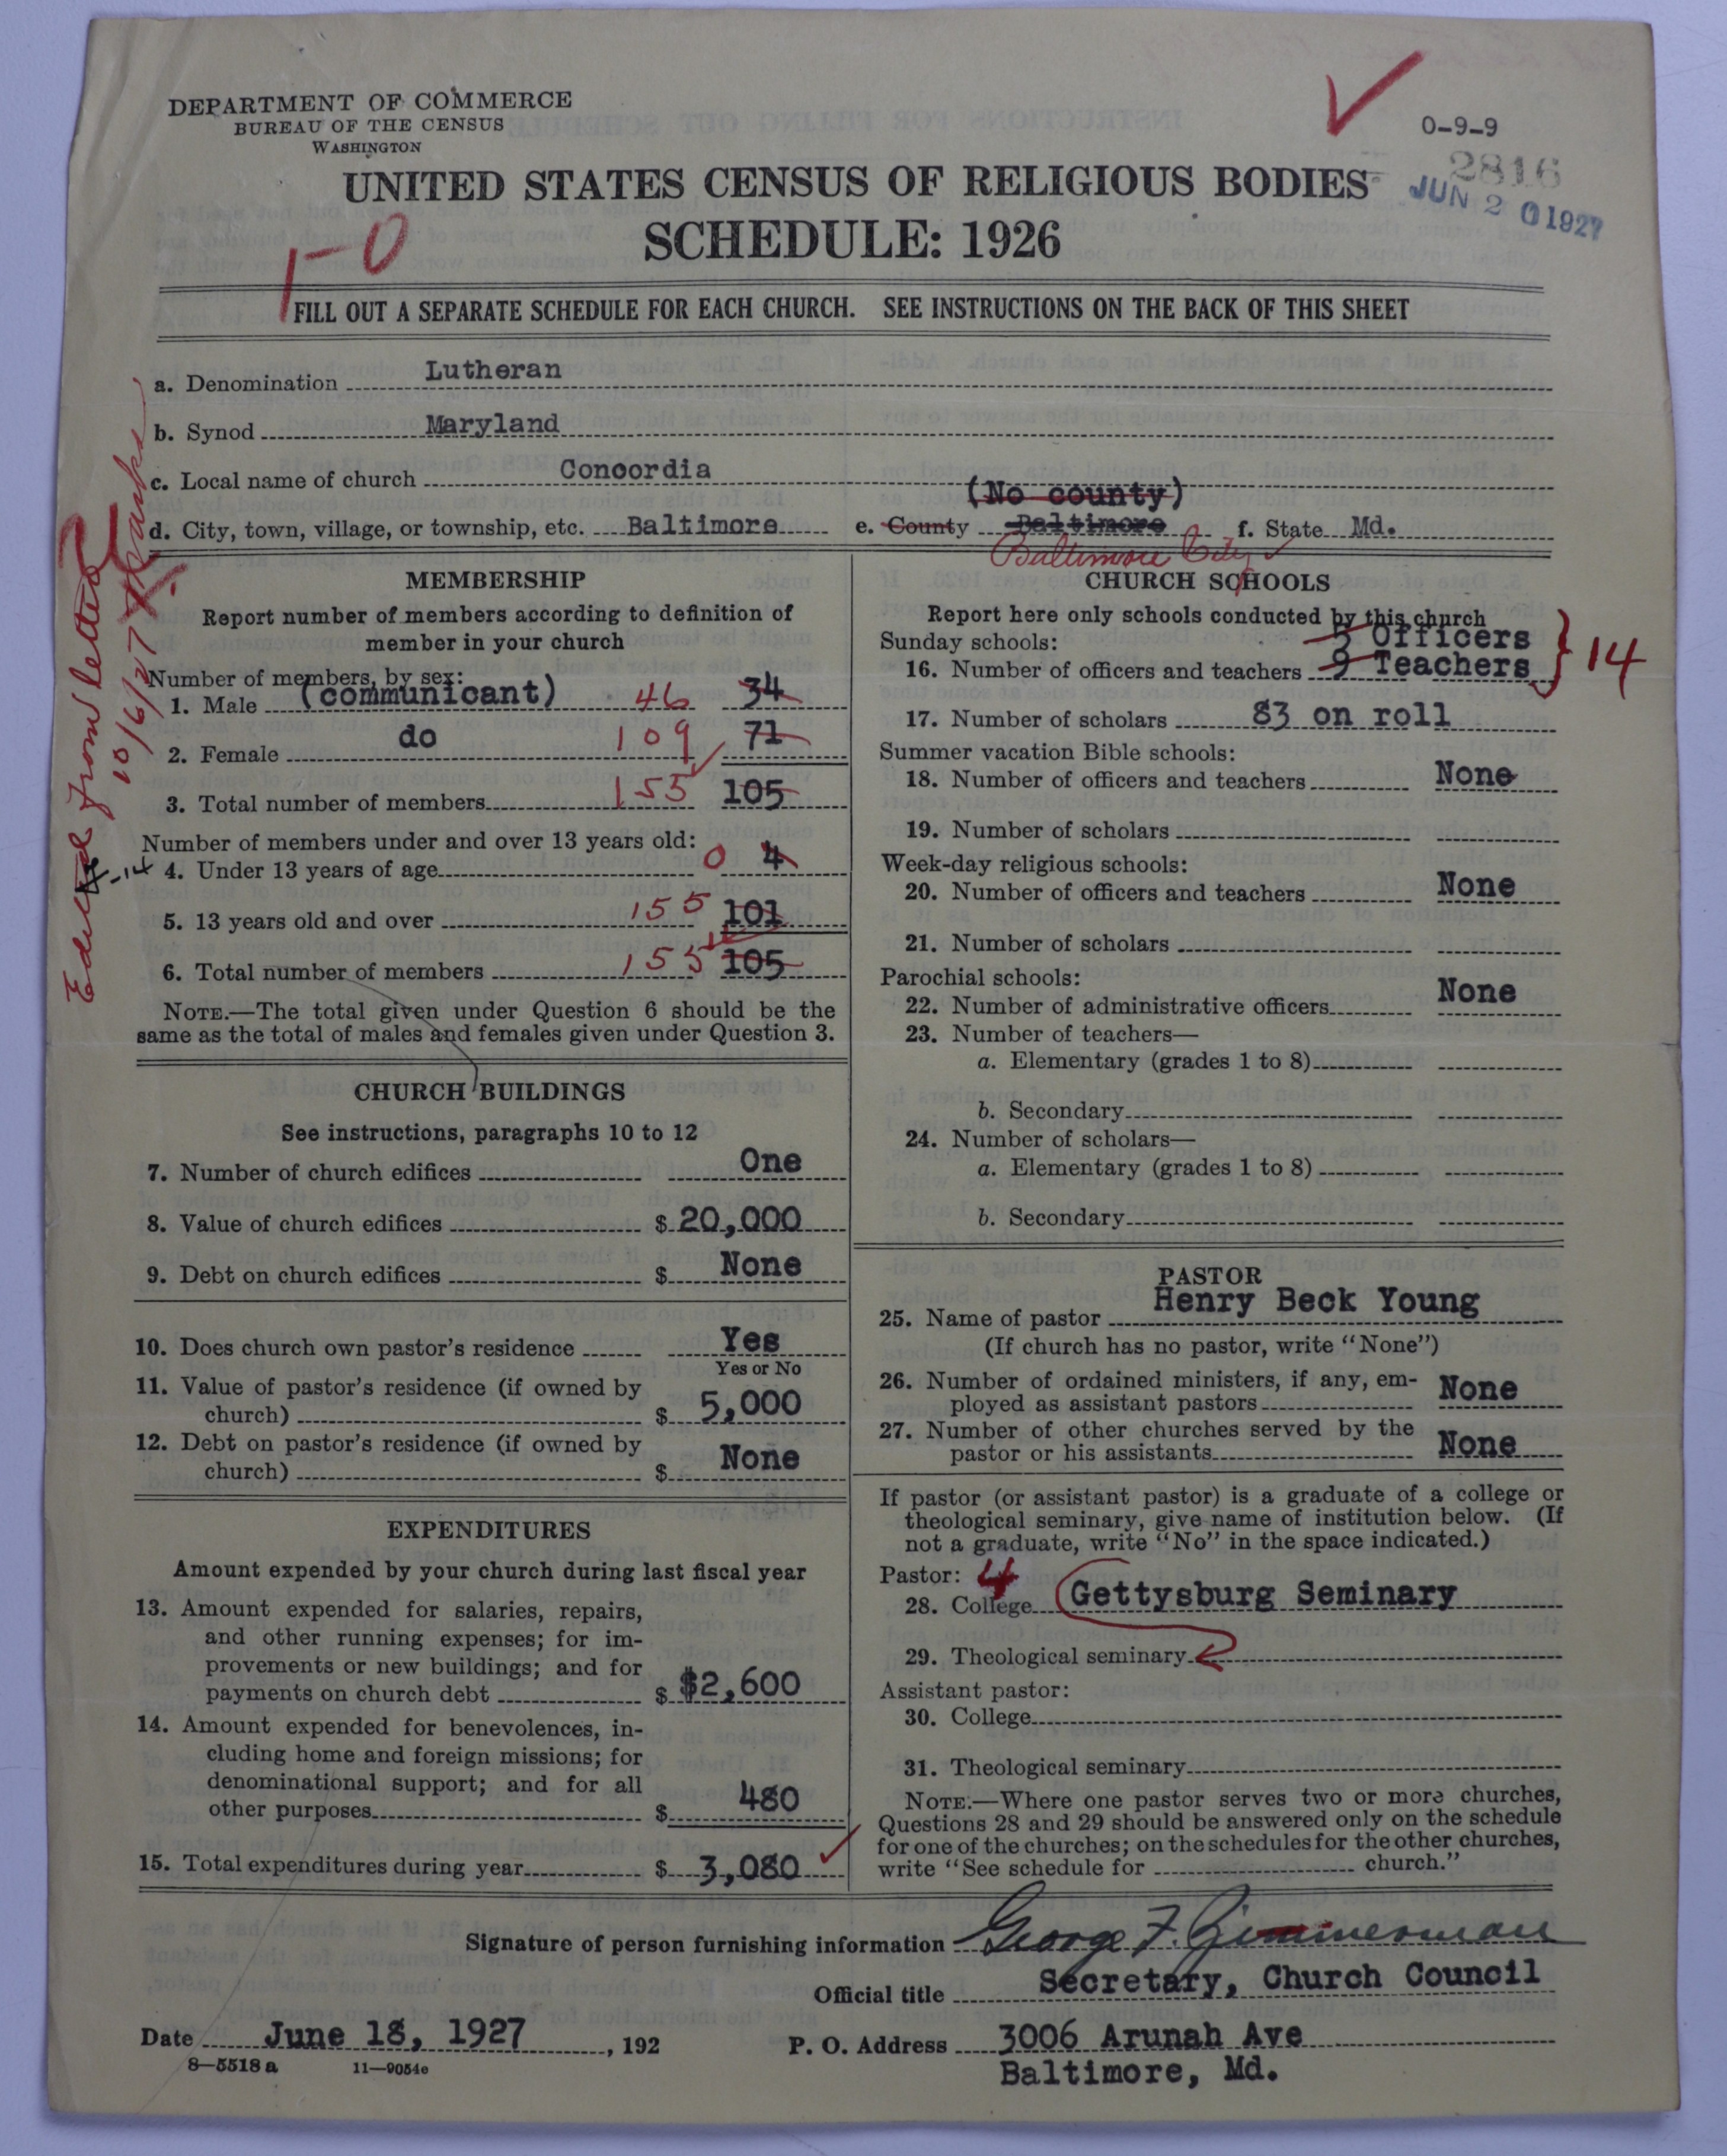 DEPARTMENT OF COMMERCE
BUREAU OF THE CENSUS
WASHINGTON
0-9-9
2816
JUN 20 1927
UNITED STATES CENSUS OF RELIGIOUS BODIES
SCHEDULE: 1926
1-0
FILL OUT A SEPARATE SCHEDULE FOR EACH CHURCH. SEE INSTRUCTIONS ON THE BACK OF THIS SHEET
a. Denomination Lutheran
b. Synod Maryland
c. Local name of church Concordia
(No county)
d. City, town, village, or township, etc. Baltimore e. County Baltimore f. State Md.
Baltimore City
Edited from letter
10/6/27
MEMBERSHIP
Report number of members according to definition of
member in your church
Number of members, by sex:
1. Male (communicant) 46 34
2. Female do 109 71
3. Total number of members 155 105
Number of members under and over 13 years old:
-14 4. Under 13 years of age 0 4
5. 13 years old and over 155 101
6. Total number of members 155 105
NOTE.—The total given under Question 6 should be the
same as the total of males and females given under Question 3.
CHURCH BUILDINGS
See instructions, paragraphs 10 to 12
7. Number of church edifices One
8. Value of church edifices $ 20,000
9. Debt on church edifices $ None
10. Does church own pastor's residence Yes
Yes or No
11. Value of pastor's residence (if owned by
church) $ 5,000
12. Debt on pastor's residence (if owned by
church) $ None
EXPENDITURES
Amount expended by your church during last fiscal year
13. Amount expended for salaries, repairs,
and other running expenses; for im-
provements or new buildings; and for
payments on church debt $ $2,600
14. Amount expended for benevolences, in-
cluding home and foreign missions; for
denominational support; and for all
other purposes $ 480
15. Total expenditures during year $ 3,080
CHURCH SCHOOLS
Report here only schools conducted by this church
Sunday schools: 5 Officers
16. Number of officers and teachers 9 Teachers } 14
17. Number of scholars 83 on roll
Summer vacation Bible schools:
18. Number of officers and teachers None
19. Number of scholars
Week-day religious schools:
20. Number of officers and teachers None
21. Number of scholars
Parochial schools:
22. Number of administrative officers None
23. Number of teachers—
a. Elementary (grades 1 to 8)
b. Secondary
24. Number of scholars—
a. Elementary (grades 1 to 8)
b. Secondary
PASTOR
25. Name of pastor Henry Beck Young
(If church has no pastor, write "None")
26. Number of ordained ministers, if any, em-
ployed as assistant pastors None
27. Number of other churches served by the
pastor or his assistants None
If pastor (or assistant pastor) is a graduate of a college or
theological seminary, give name of institution below. (If
not a graduate, write "No" in the space indicated.)
Pastor: 4
28. College Gettysburg Seminary
29. Theological seminary
Assistant pastor:
30. College
31. Theological seminary
NOTE.—Where one pastor serves two or more churches,
Questions 28 and 29 should be answered only on the schedule
for one of the churches; on the schedules for the other churches,
write "See schedule for church."
Signature of person furnishing information George F. Zimmerman
Official title Secretary, Church Council
Date June 18, 1927, 192 P. O. Address 3006 Arunah Ave
8—5518 a 11—9054e Baltimore, Md.